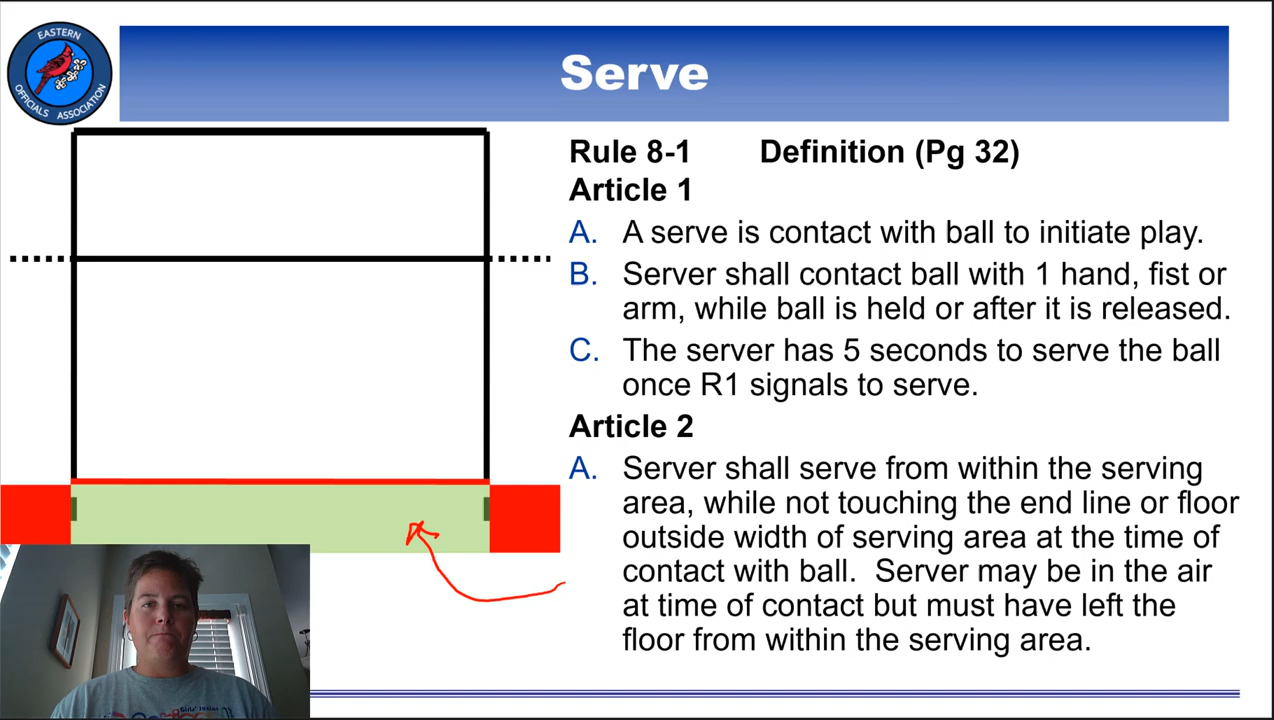 EASTERN
OFFICIALS ASSOCIATION
Serve
Rule 8-1 Definition (Pg 32)
Article 1
A. A serve is contact with ball to initiate play.
B. Server shall contact ball with 1 hand, fist or
arm, while ball is held or after it is released.
C. The server has 5 seconds to serve the ball
once R1 signals to serve.
Article 2
A. Server shall serve from within the serving
area, while not touching the end line or floor
outside width of serving area at the time of
contact with ball. Server may be in the air
at time of contact but must have left the
floor from within the serving area.